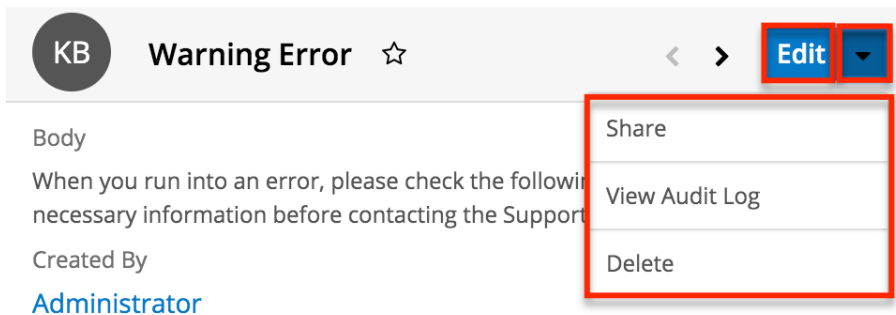 KB Warning Error Edit
Share
Body
When you run into an error, please check the
View Audit Log
necessary information before contacting the Support
Created By
Delete
Administrator